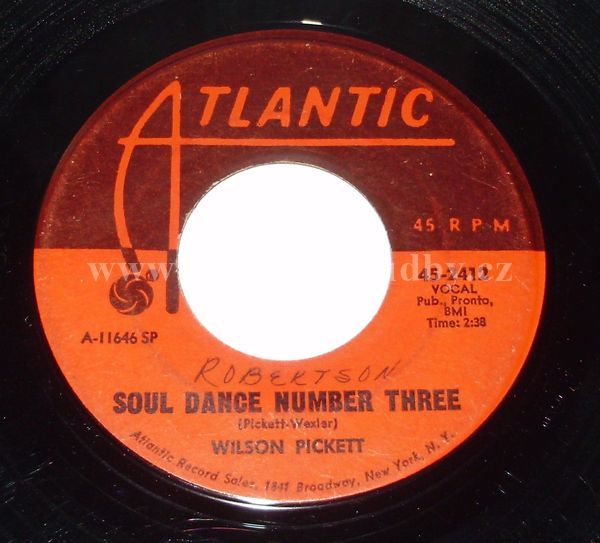 ATLANTIC
45 RPM
45-2412
VOCAL
Pub., Pronto,
BMI
Time: 2:38
®
A-11646 SP
ROBERTSON
SOUL DANCE NUMBER THREE
(Pickett-Wexler)
WILSON PICKETT
Atlantic Record Sales, 1841 Broadway, New York, N. Y.